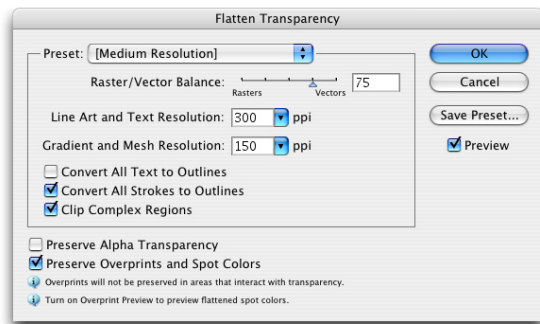 Flatten Transparency
Preset: [Medium Resolution]
OK
Raster/Vector Balance: 75
Rasters Vectors
Cancel
Line Art and Text Resolution: 300 ppi
Save Preset...
Gradient and Mesh Resolution: 150 ppi
Preview
Convert All Text to Outlines
Convert All Strokes to Outlines
Clip Complex Regions
Preserve Alpha Transparency
Preserve Overprints and Spot Colors
Overprints will not be preserved in areas that interact with transparency.
Turn on Overprint Preview to preview flattened spot colors.